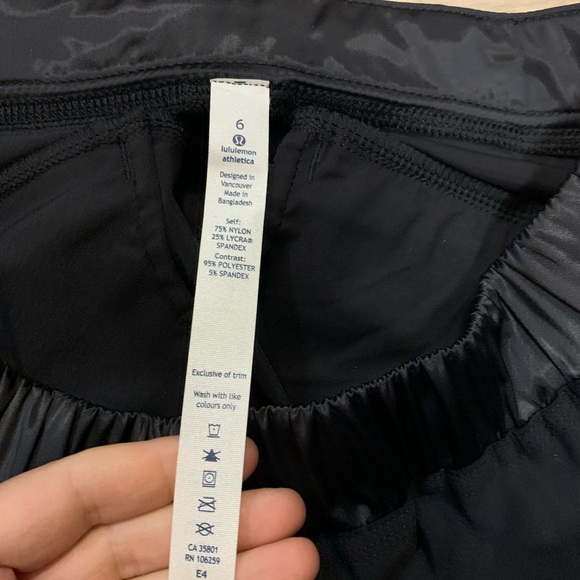 6
lululemon
athletica
Designed in
Vancouver
Made in
Bangladesh
Self:
75% NYLON
25% LYCRA®
SPANDEX
Contrast:
95% POLYESTER
5% SPANDEX
Exclusive of trim
Wash with like
colours only
CA 35801
RN 106259
E4